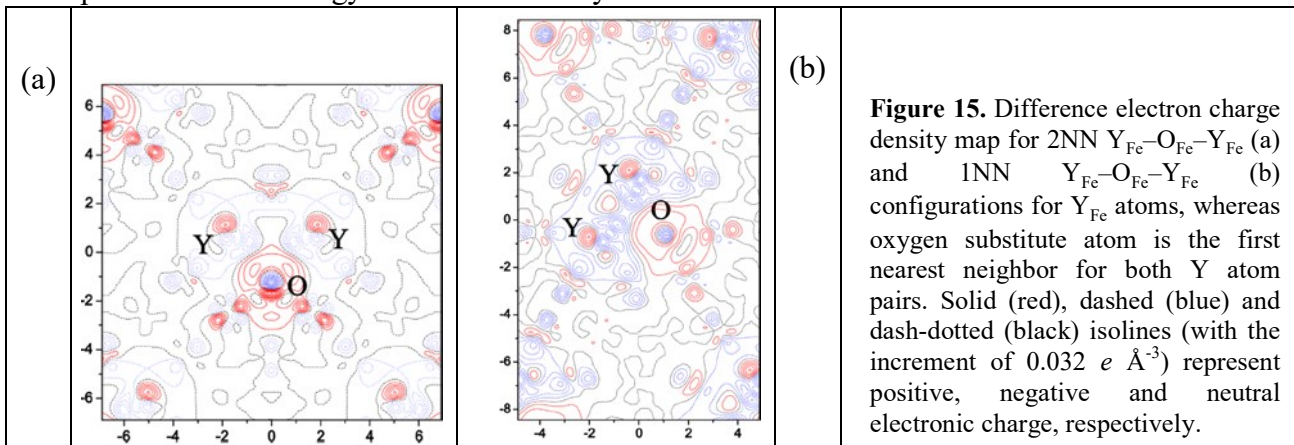 (a)
6
4
2
Y
Y
0
O
-2
-4
-6
-6 -4 -2 0 2 4 6
8
6
4
2
Y
O
0
Y
-2
-4
-6
-8
-4 -2 0 2 4
(b)
Figure 15. Difference electron charge
density map for 2NN Y_Fe–O_Fe–Y_Fe (a)
and 1NN Y_Fe–O_Fe–Y_Fe (b)
configurations for Y_Fe atoms, whereas
oxygen substitute atom is the first
nearest neighbor for both Y atom
pairs. Solid (red), dashed (blue) and
dash-dotted (black) isolines (with the
increment of 0.032 e Å⁻³) represent
positive, negative and neutral
electronic charge, respectively.